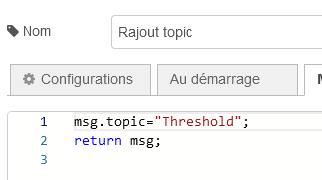 Nom
Rajout topic
Configurations
Au démarrage
1 msg.topic="Threshold";
2 return msg;
3